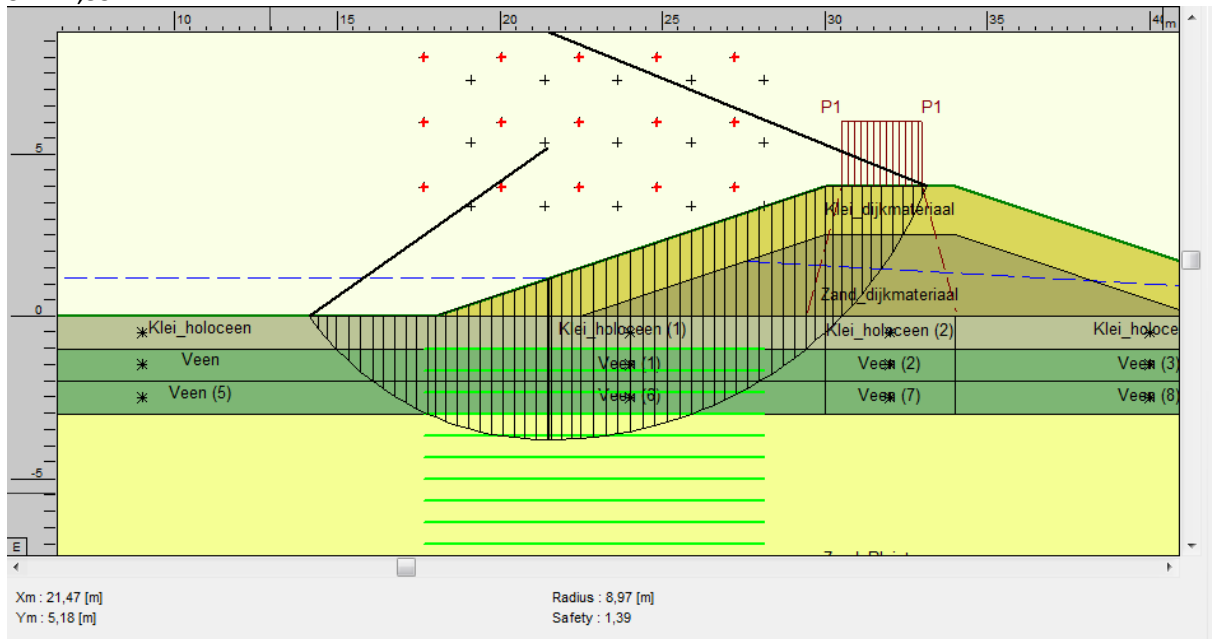 10 15 20 25 30 35 40 m
P1 P1
5
Klei_dijkmateriaal
Zand_dijkmateriaal
0
Klei_holoceen Klei_holoceen (1) Klei_holoceen (2)
Veen Veen (1) Veen (2) Veen (3)
Veen (5) Veen (6) Veen (7) Veen (8)
-5
E
Xm : 21,47 [m] Radius : 8,97 [m]
Ym : 5,18 [m] Safety : 1,39